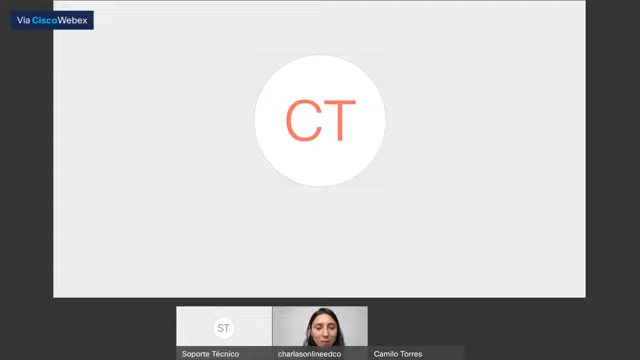 Via CiscoWebex
CT
ST
Soporte Técnico
charlasonlineedco
Camilo Torres